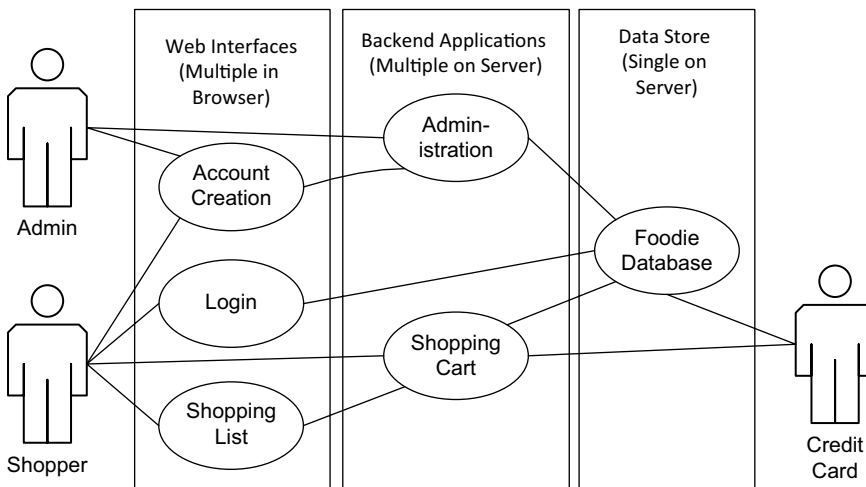 Web Interfaces
(Multiple in
Browser)
Backend Applications
(Multiple on Server)
Data Store
(Single on
Server)
Admin
Account
Creation
Admin-
istration
Foodie
Database
Login
Shopping
Cart
Shopping
List
Shopper
Credit
Card